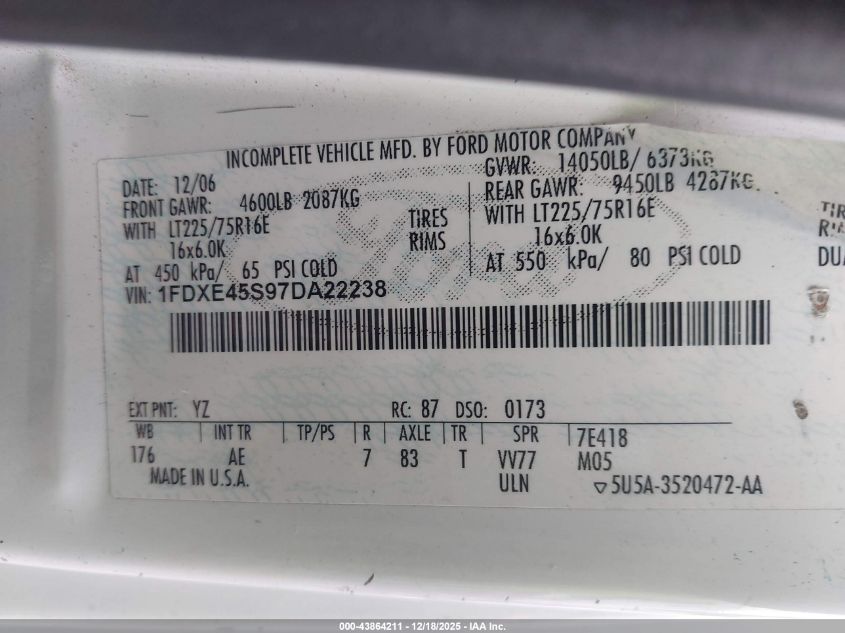 INCOMPLETE VEHICLE MFD. BY FORD MOTOR COMPANY
DATE: 12/06 GVWR: 14050LB/ 6373KG
FRONT GAWR: 4600LB 2087KG REAR GAWR: 9450LB 4287KG
WITH LT225/75R16E TIRES WITH LT225/75R16E TIR
16x6.0K RIMS 16x6.0K
AT 450 kPa/ 65 PSI COLD AT 550 kPa/ 80 PSI COLD DUA
VIN: 1FDXE45S97DA22238
Ford
EXT PNT: YZ RC: 87 DSO: 0173
WB INT TR TP/PS R AXLE TR SPR 7E418
176 AE 7 83 T VV77 M05
MADE IN U.S.A. ULN ▽5U5A-3520472-AA
000-43864211 - 12/18/2025 - IAA Inc.